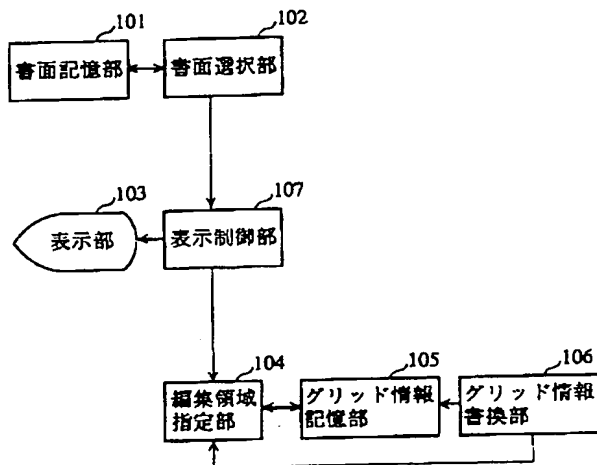 101
102
書面記憶部
書面選択部
103
107
表示部
表示制御部
104
105
106
編集領域
指定部
グリッド情報
記憶部
グリッド情報
書換部